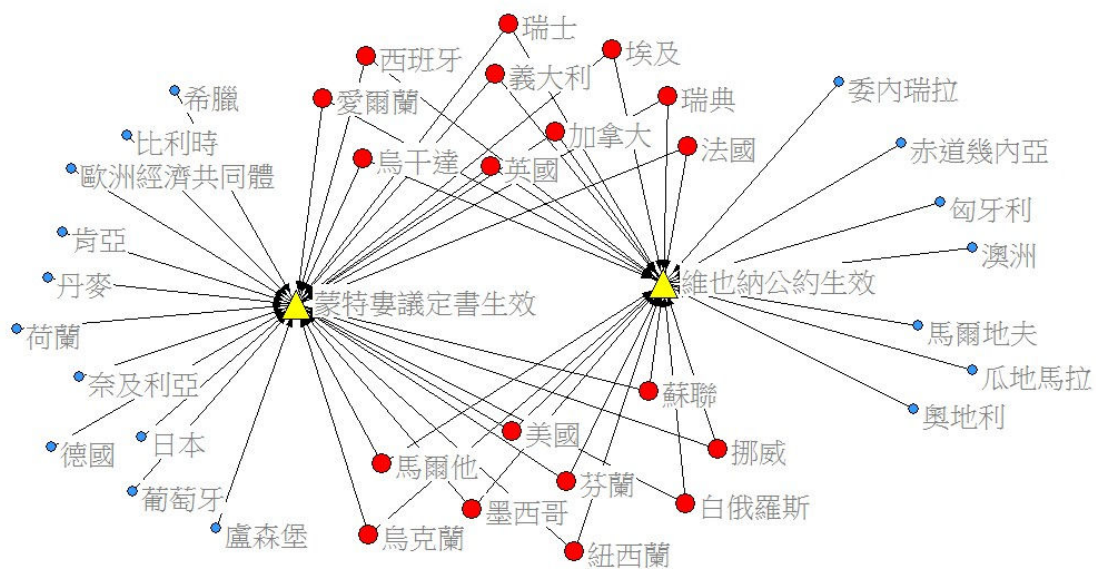 瑞士
埃及
西班牙
義大利
希臘
委內瑞拉
愛爾蘭
瑞典
比利時
加拿大
法國
赤道幾內亞
烏干達
英國
歐洲經濟共同體
匈牙利
肯亞
澳洲
丹麥
維也納公約生效
蒙特婁議定書生效
荷蘭
馬爾地夫
奈及利亞
瓜地馬拉
蘇聯
奧地利
美國
日本
德國
挪威
馬爾他
芬蘭
葡萄牙
白俄羅斯
墨西哥
盧森堡
烏克蘭
紐西蘭